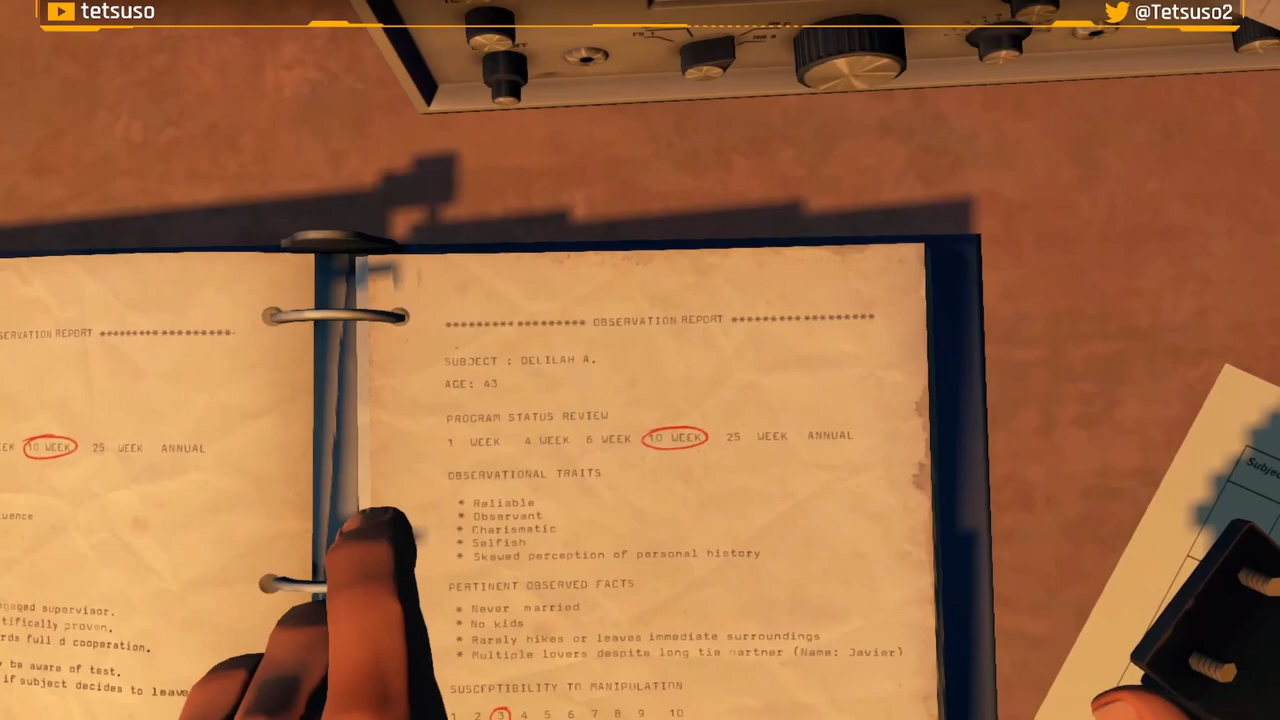 tetsuso
@Tetsuso2
SERVATION REPORT ******************
EEK 10 WEEK 25 WEEK ANNUAL
uence
ngaged supervisor.
tifically proven.
rds full d cooperation.
y be aware of test.
if subject decides to leave
****************** OBSERVATION REPORT ******************
SUBJECT : DELILAH A.
AGE: 43
PROGRAM STATUS REVIEW
1 WEEK 4 WEEK 6 WEEK 10 WEEK 25 WEEK ANNUAL
OBSERVATIONAL TRAITS
* Reliable
* Observant
* Charismatic
* Selfish
* Skewed perception of personal history
PERTINENT OBSERVED FACTS
* Never married
* No kids
* Rarely hikes or leaves immediate surroundings
* Multiple lovers despite long tie partner (Name: Javier)
SUSCEPTIBILITY TO MANIPULATION
1 2 3 4 5 6 7 8 9 10
Subje